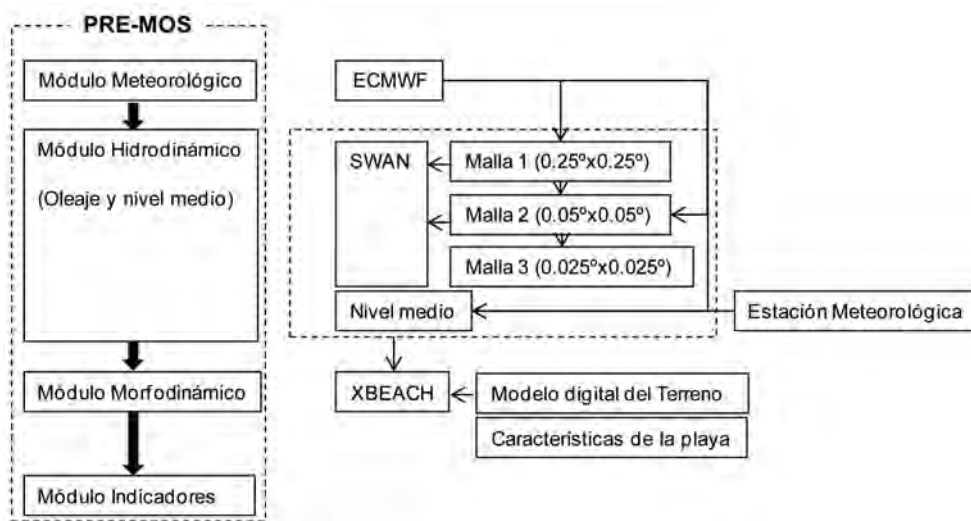 PRE-MOS
Módulo Meteorológico
Módulo Hidrodinámico
(Oleaje y nivel medio)
Módulo Morfodinámico
Módulo Indicadores
ECMWF
SWAN
Malla 1 (0.25ºx0.25º)
Malla 2 (0.05ºx0.05º)
Malla 3 (0.025ºx0.025º)
Nivel medio
Estación Meteorológica
XBEACH
Modelo digital del Terreno
Características de la playa